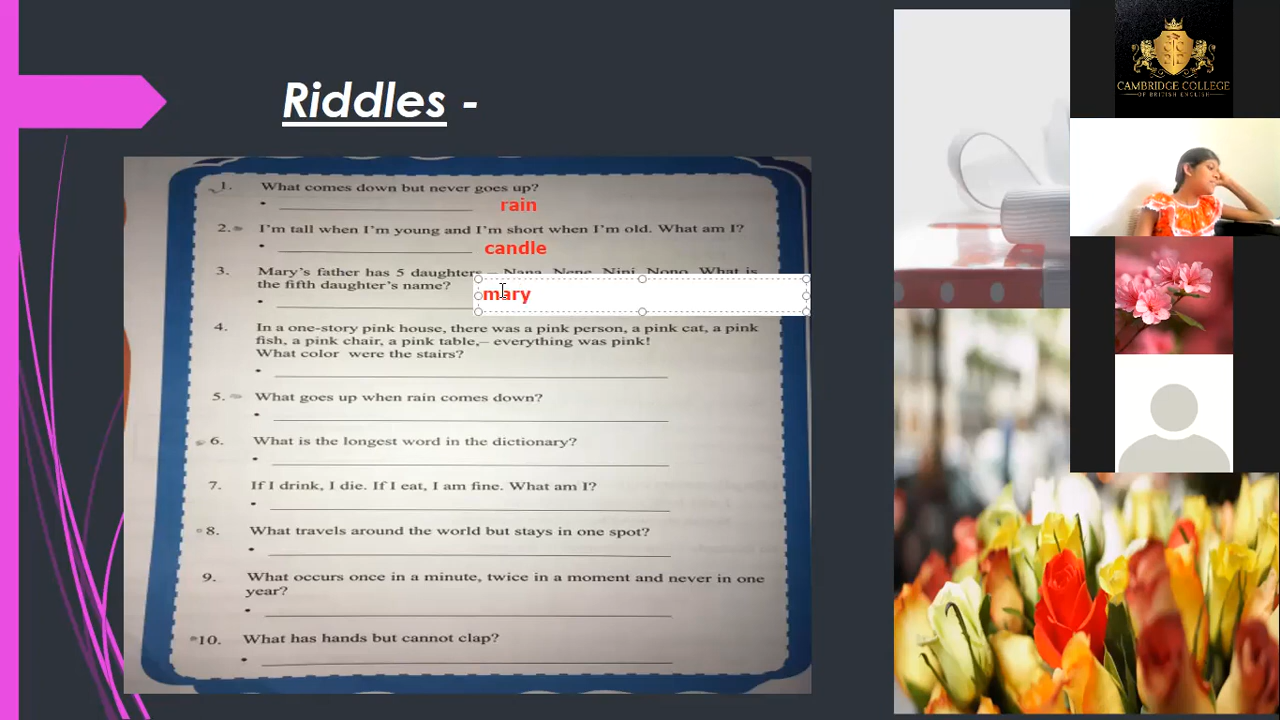 Riddles -
1. What comes down but never goes up?
rain
2. I'm tall when I'm young and I'm short when I'm old. What am I?
candle
3. Mary's father has 5 daughters – Nana, Nene, Nini, Nono. What is
the fifth daughter's name?
mary
4. In a one-story pink house, there was a pink person, a pink cat, a pink
fish, a pink chair, a pink table,– everything was pink!
What color were the stairs?
5. What goes up when rain comes down?
6. What is the longest word in the dictionary?
7. If I drink, I die. If I eat, I am fine. What am I?
8. What travels around the world but stays in one spot?
9. What occurs once in a minute, twice in a moment and never in one
year?
10. What has hands but cannot clap?
CAMBRIDGE COLLEGE
OF BRITISH ENGLISH